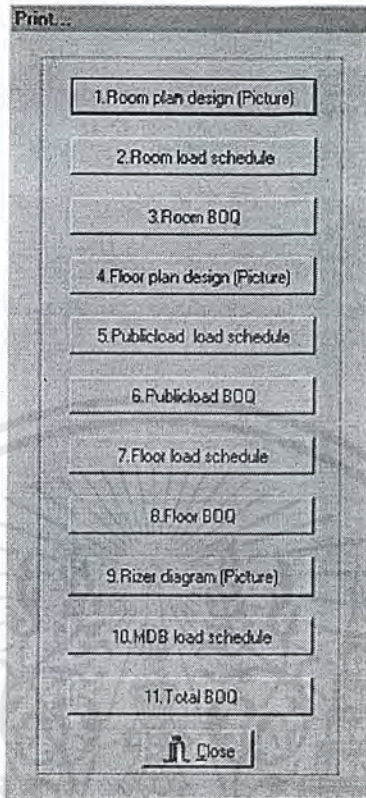 Print...
1.Room plan design (Picture)
2.Room load schedule
3.Room BOQ
4.Floor plan design (Picture)
5.Publicload load schedule
6.Publicload BOQ
7.Floor load schedule
8.Floor BOQ
9.Rizer diagram (Picture)
10.MDB load schedule
11.Total BOQ
Close